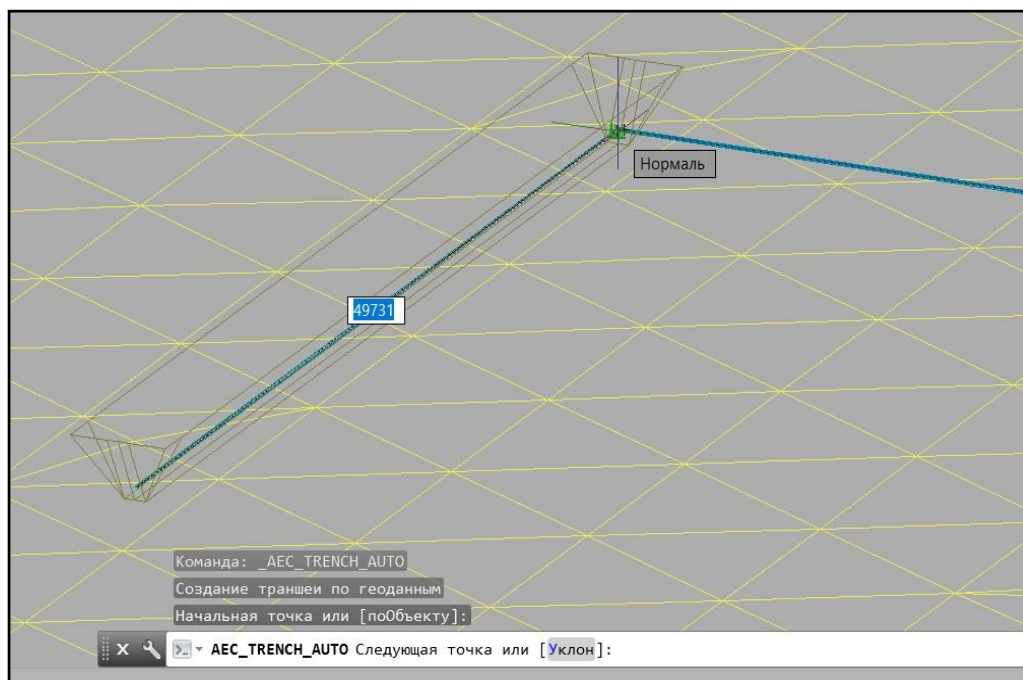 Нормаль
49731
Команда: _AEC_TRENCH_AUTO
Создание траншеи по геоданным
Начальная точка или [поОбъекту]:
AEC_TRENCH_AUTO Следующая точка или [Уклон]: